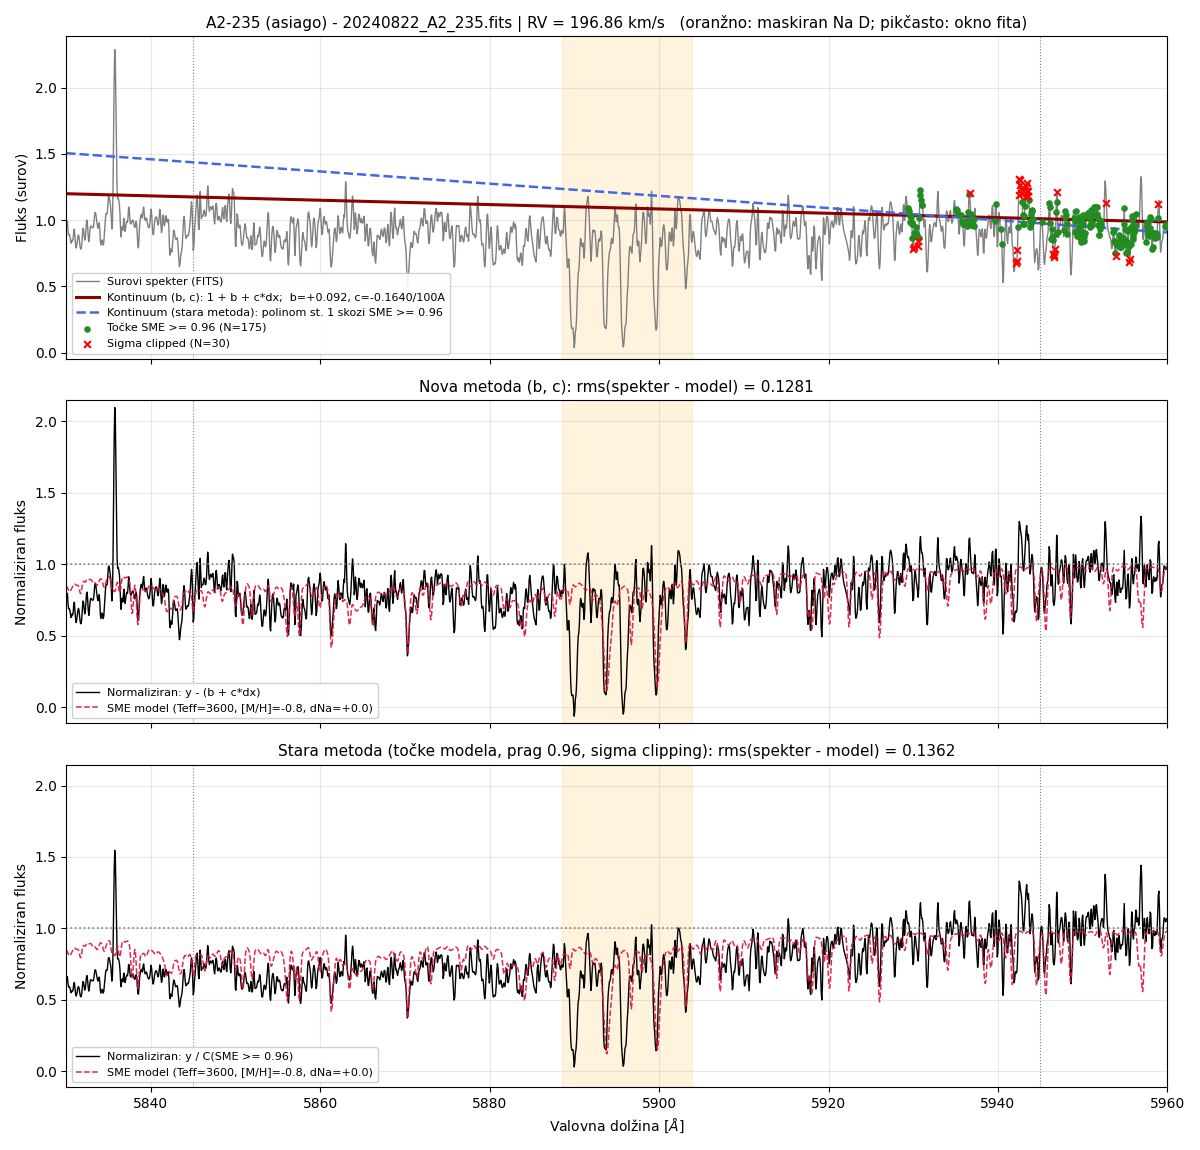 A2-235 (asiago) - 20240822_A2_235.fits | RV = 196.86 km/s   (oranžno: maskiran Na D; pikčasto: okno fita)
Fluks (surov)
2.0
1.5
1.0
0.5
0.0
Surovi spekter (FITS)
Kontinuum (b, c): 1 + b + c*dx;  b=+0.092, c=-0.1640/100A
Kontinuum (stara metoda): polinom st. 1 skozi SME >= 0.96
Točke SME >= 0.96 (N=175)
Sigma clipped (N=30)
Nova metoda (b, c): rms(spekter - model) = 0.1281
Normaliziran fluks
2.0
1.5
1.0
0.5
0.0
Normaliziran: y - (b + c*dx)
SME model (Teff=3600, [M/H]=-0.8, dNa=+0.0)
Stara metoda (točke modela, prag 0.96, sigma clipping): rms(spekter - model) = 0.1362
Normaliziran fluks
2.0
1.5
1.0
0.5
0.0
Normaliziran: y / C(SME >= 0.96)
SME model (Teff=3600, [M/H]=-0.8, dNa=+0.0)
5840 5860 5880 5900 5920 5940 5960
Valovna dolžina [Å]